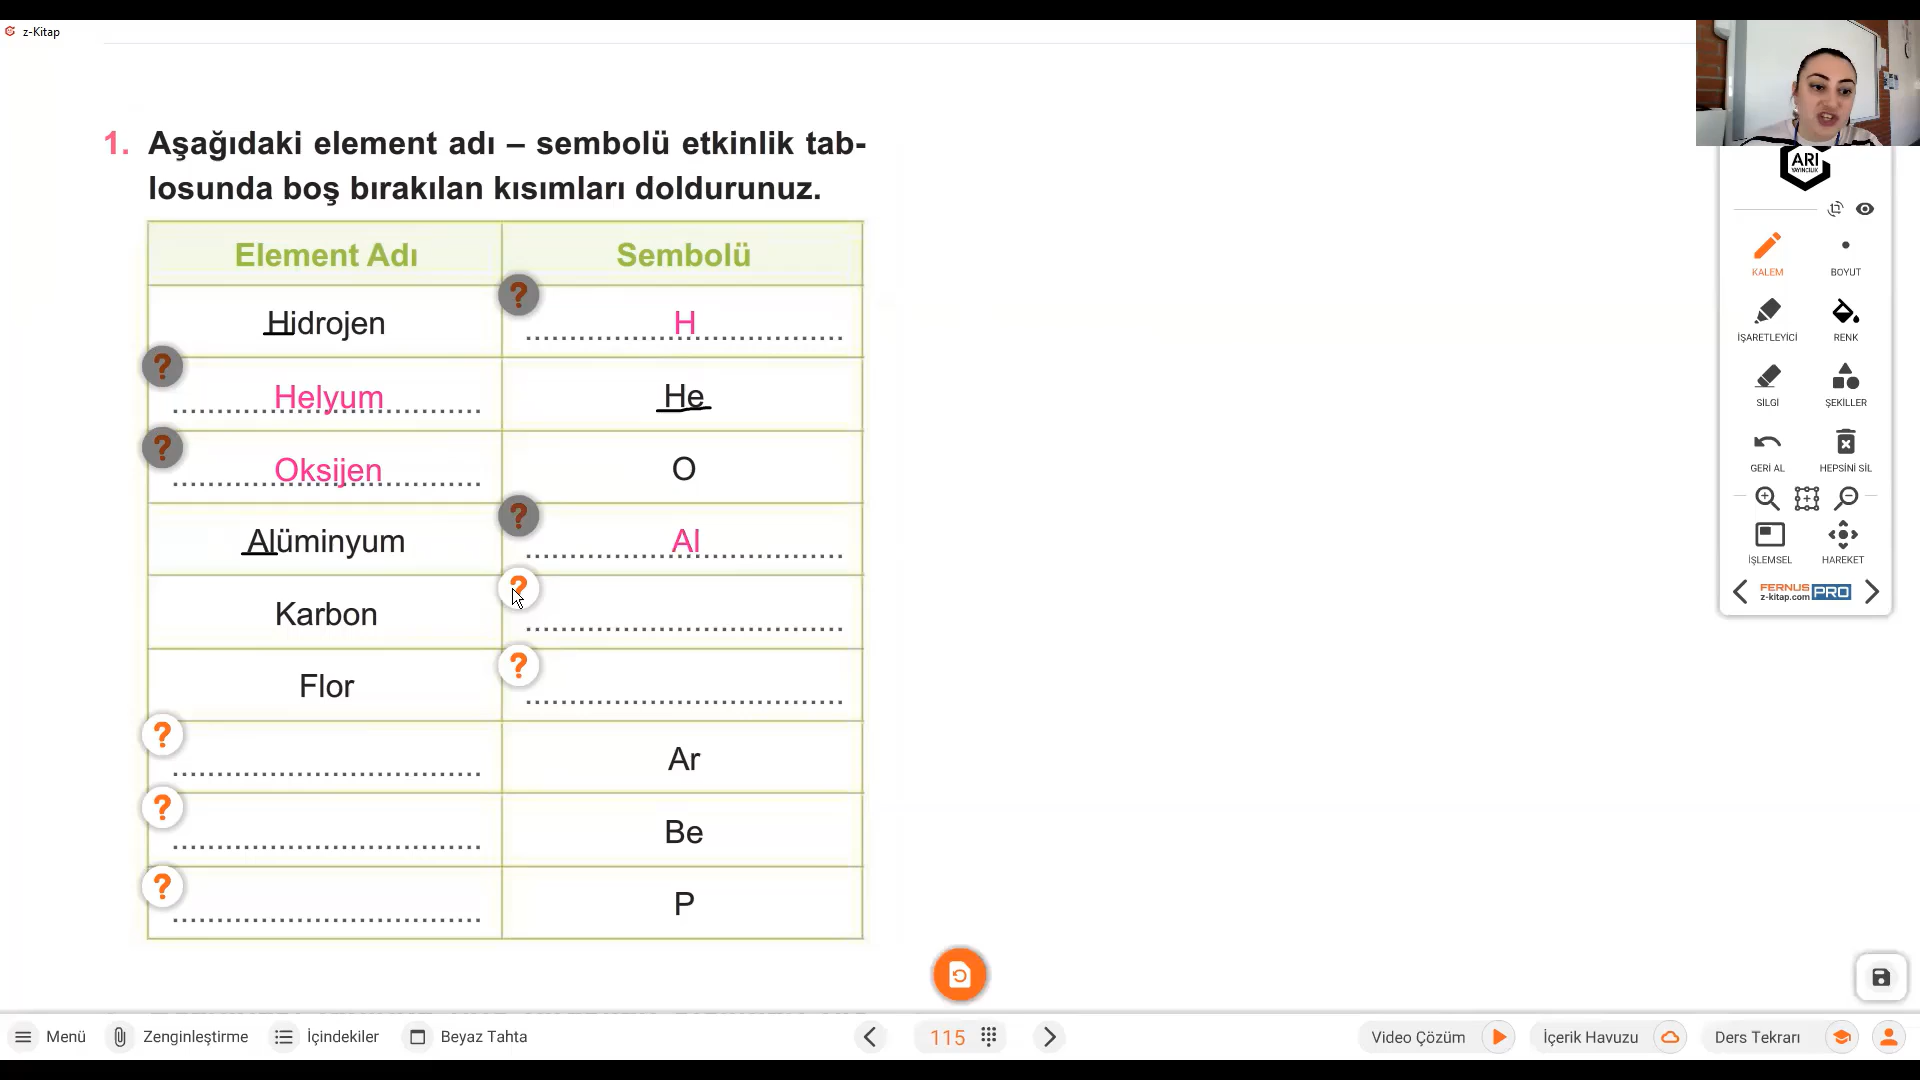 z-Kitap
1. Aşağıdaki element adı – sembolü etkinlik tab-
losunda boş bırakılan kısımları doldurunuz.
Element Adı Sembolü
Hidrojen ? H
? Helyum He
? Oksijen O
Alüminyum ? Al
Karbon ?
Flor ?
? Ar
? Be
? P
ARI
YAYINCILIK
KALEM BOYUT
İŞARETLEYİCİ RENK
SİLGİ ŞEKİLLER
GERİ AL HEPSİNİ SİL
İŞLEMSEL HAREKET
FERNUS
z-kitap.com PRO
Menü Zenginleştirme İçindekiler Beyaz Tahta 115 Video Çözüm İçerik Havuzu Ders Tekrarı